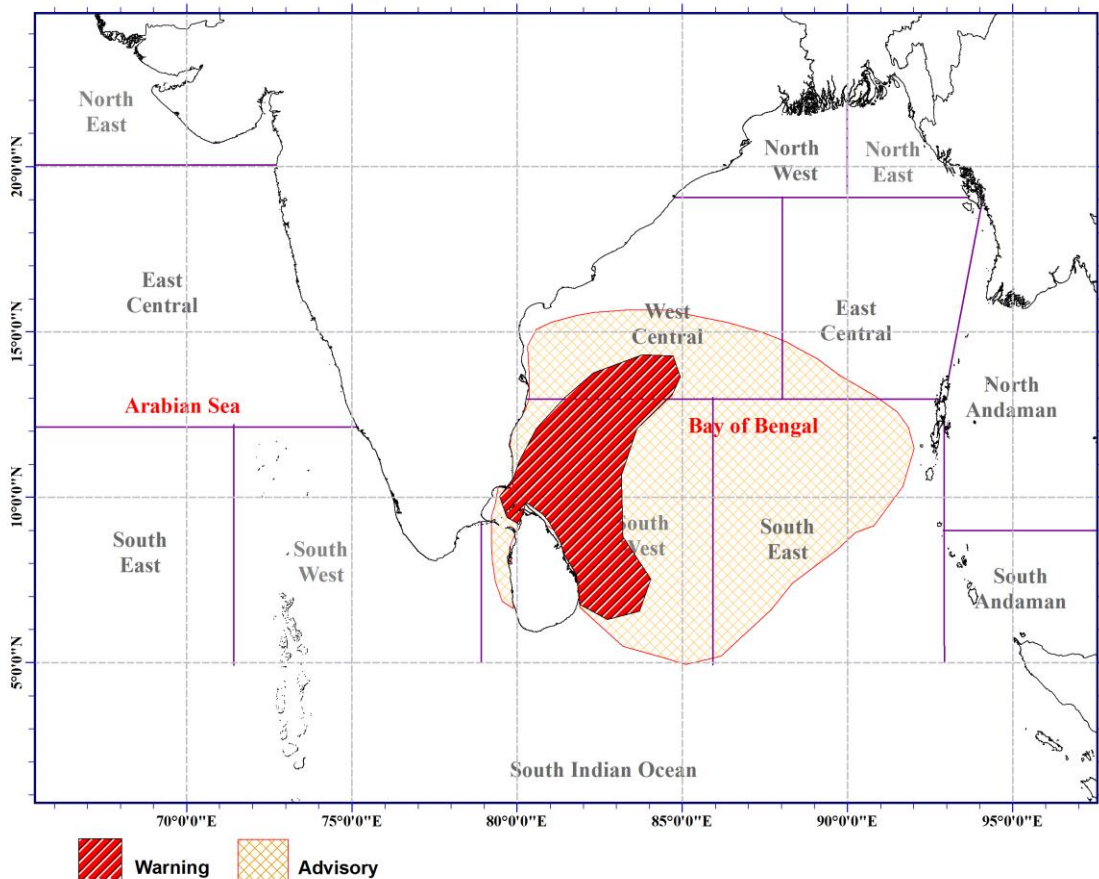 North
East
North
West
North
East
20°0'0"N
East
Central
West
Central
East
Central
15°0'0"N
North
Andaman
Arabian Sea
Bay of Bengal
10°0'0"N
South
East
South
West
South
West
South
East
South
Andaman
5°0'0"N
South Indian Ocean
70°0'0"E
75°0'0"E
80°0'0"E
85°0'0"E
90°0'0"E
95°0'0"E
Warning
Advisory